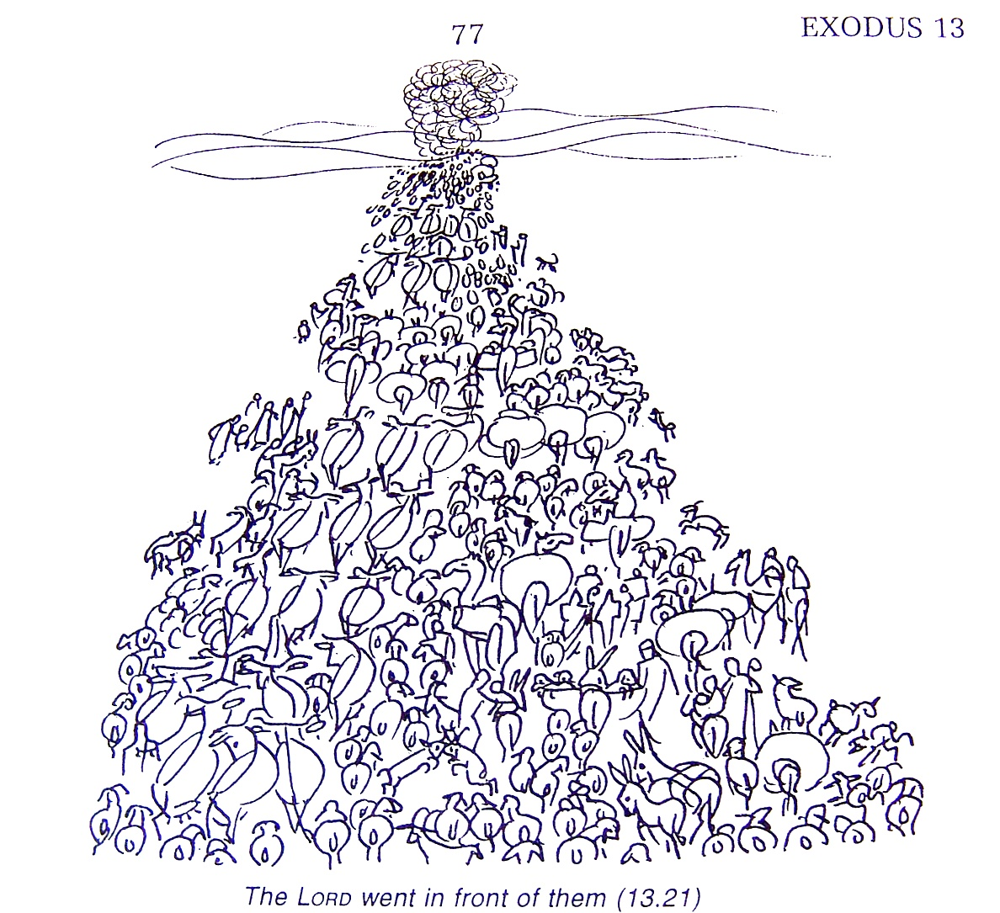 77
EXODUS 13
The LORD went in front of them (13.21)